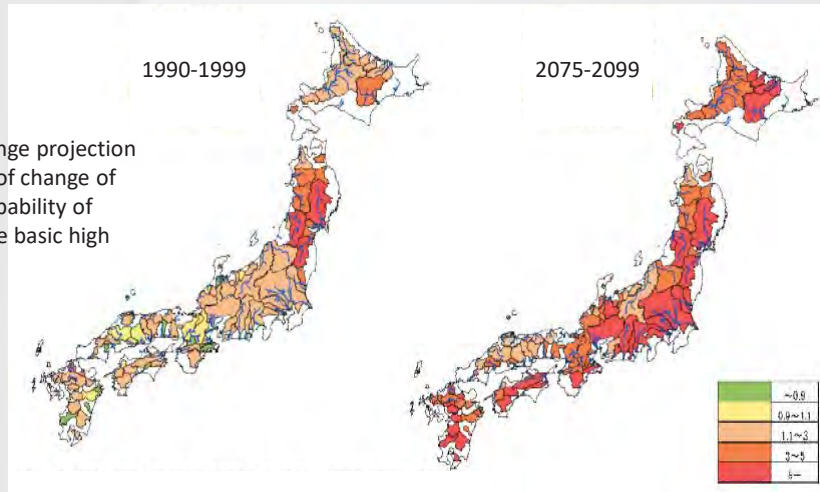 1990-1999
2075-2099
nge projection
of change of
bability of
e basic high
~0.9
0.9~1.1
1.1~3
3~5
5~